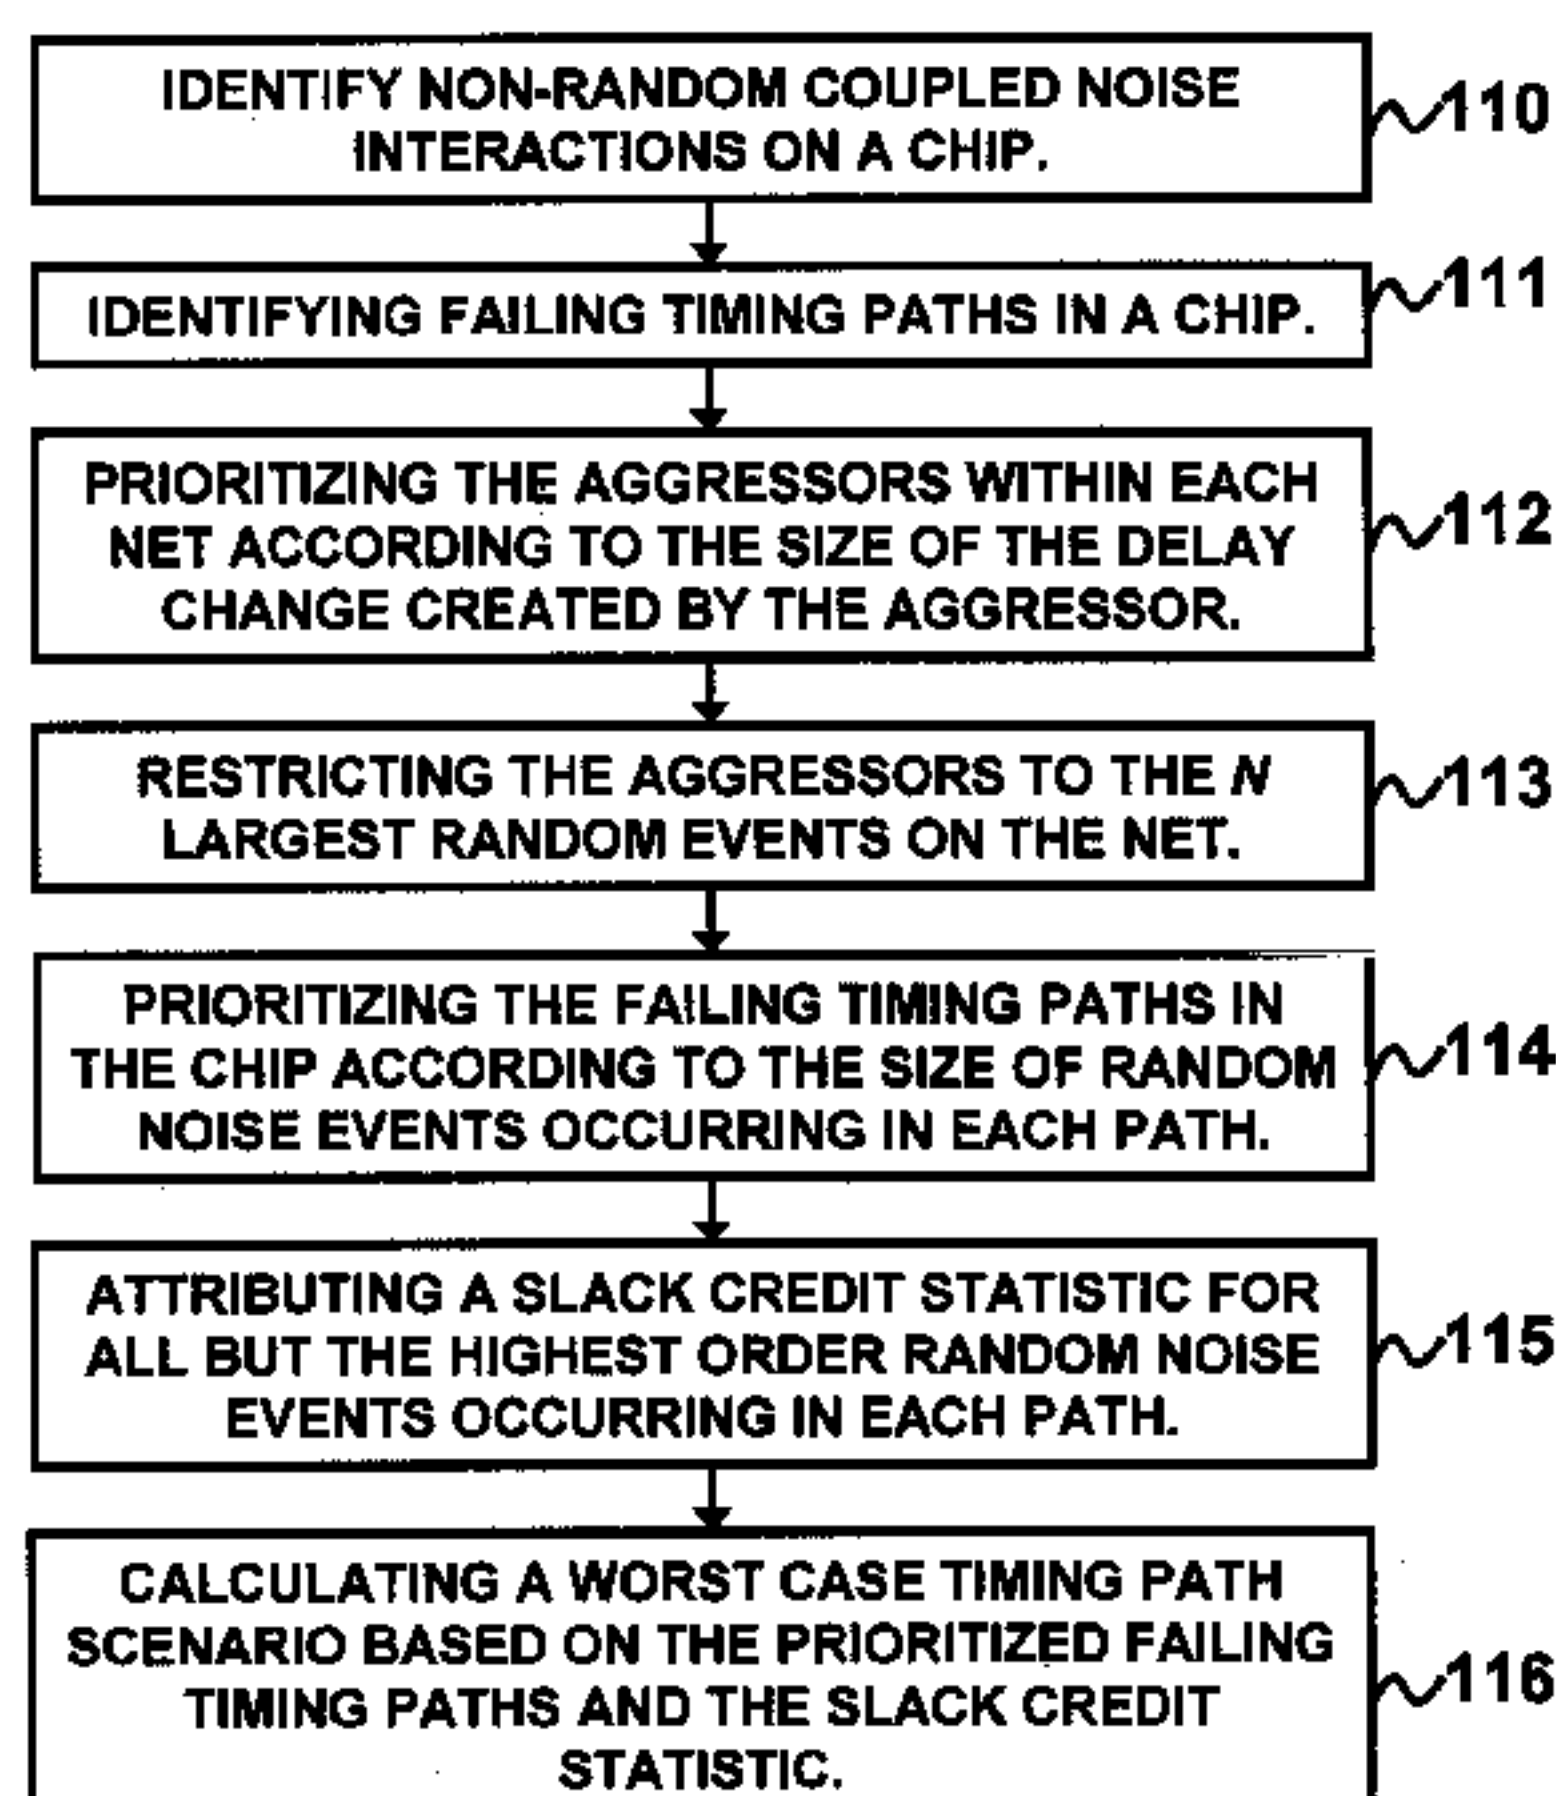 IDENTIFY NON-RANDOM COUPLED NOISE
INTERACTIONS ON A CHIP.
110
IDENTIFYING FAILING TIMING PATHS IN A CHIP.
111
PRIORITIZING THE AGGRESSORS WITHIN EACH
NET ACCORDING TO THE SIZE OF THE DELAY
CHANGE CREATED BY THE AGGRESSOR.
112
RESTRICTING THE AGGRESSORS TO THE N
LARGEST RANDOM EVENTS ON THE NET.
113
PRIORITIZING THE FAILING TIMING PATHS IN
THE CHIP ACCORDING TO THE SIZE OF RANDOM
NOISE EVENTS OCCURRING IN EACH PATH.
114
ATTRIBUTING A SLACK CREDIT STATISTIC FOR
ALL BUT THE HIGHEST ORDER RANDOM NOISE
EVENTS OCCURRING IN EACH PATH.
115
CALCULATING A WORST CASE TIMING PATH
SCENARIO BASED ON THE PRIORITIZED FAILING
TIMING PATHS AND THE SLACK CREDIT
STATISTIC.
116